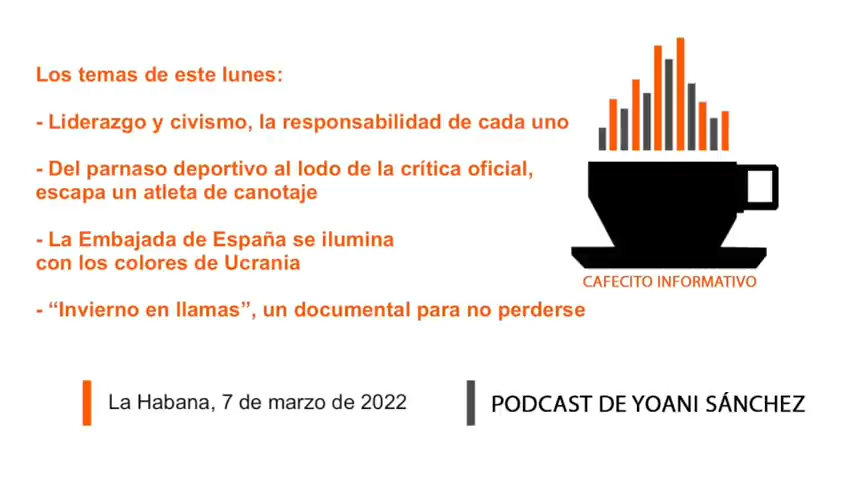 Los temas de este lunes:
- Liderazgo y civismo, la responsabilidad de cada uno
- Del parnaso deportivo al lodo de la crítica oficial,
escapa un atleta de canotaje
- La Embajada de España se ilumina
con los colores de Ucrania
- “Invierno en llamas”, un documental para no perderse
CAFECITO INFORMATIVO
La Habana, 7 de marzo de 2022
PODCAST DE YOANI SÁNCHEZ